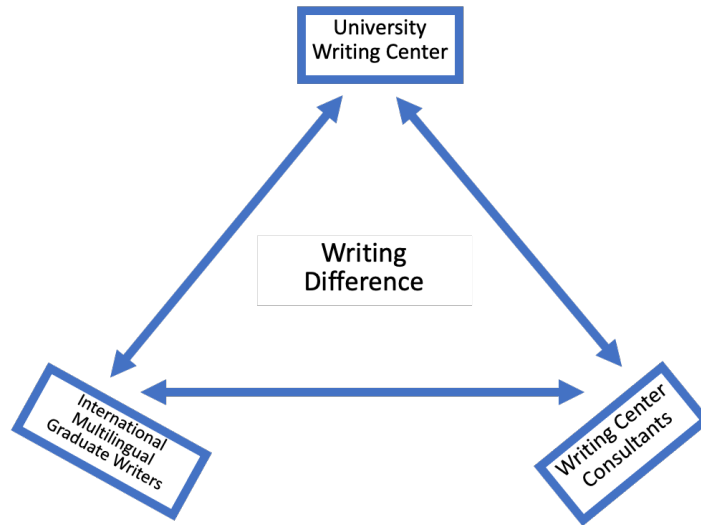 University
Writing Center
Writing
Difference
International
Multilingual
Graduate Writers
Writing Center
Consultants